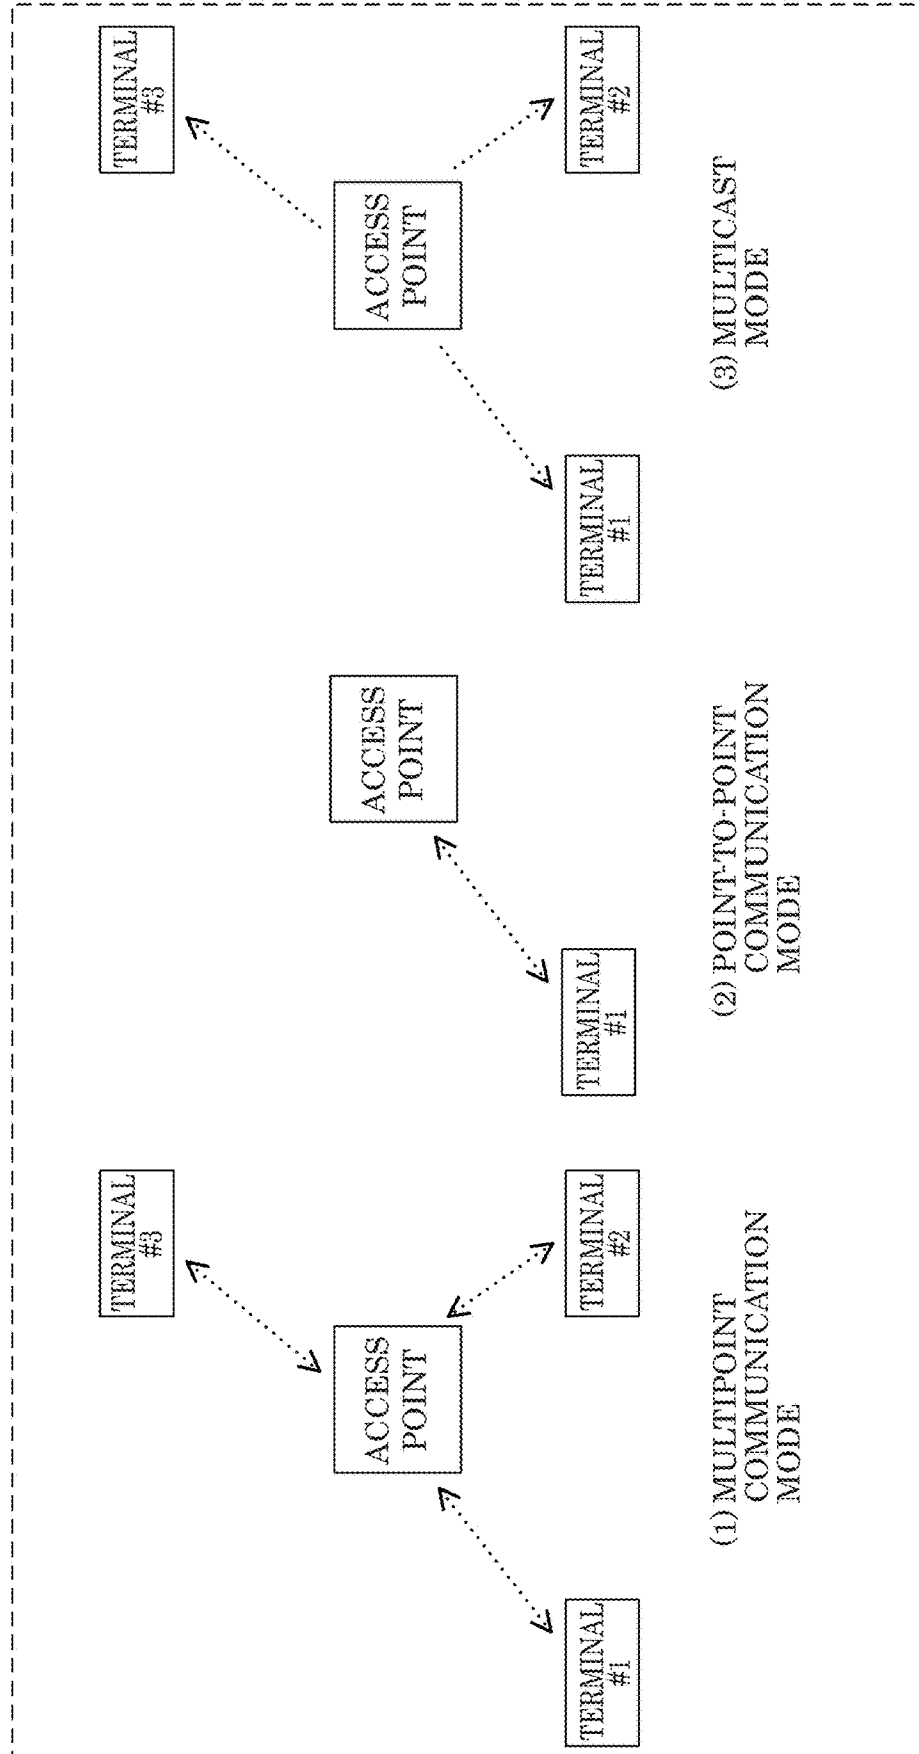 TERMINAL
#3
ACCESS
POINT
TERMINAL
#1
TERMINAL
#2
(1) MULTIPOINT
COMMUNICATION
MODE
ACCESS
POINT
TERMINAL
#1
(2) POINT-TO-POINT
COMMUNICATION
MODE
TERMINAL
#3
ACCESS
POINT
TERMINAL
#1
TERMINAL
#2
(3) MULTICAST
MODE